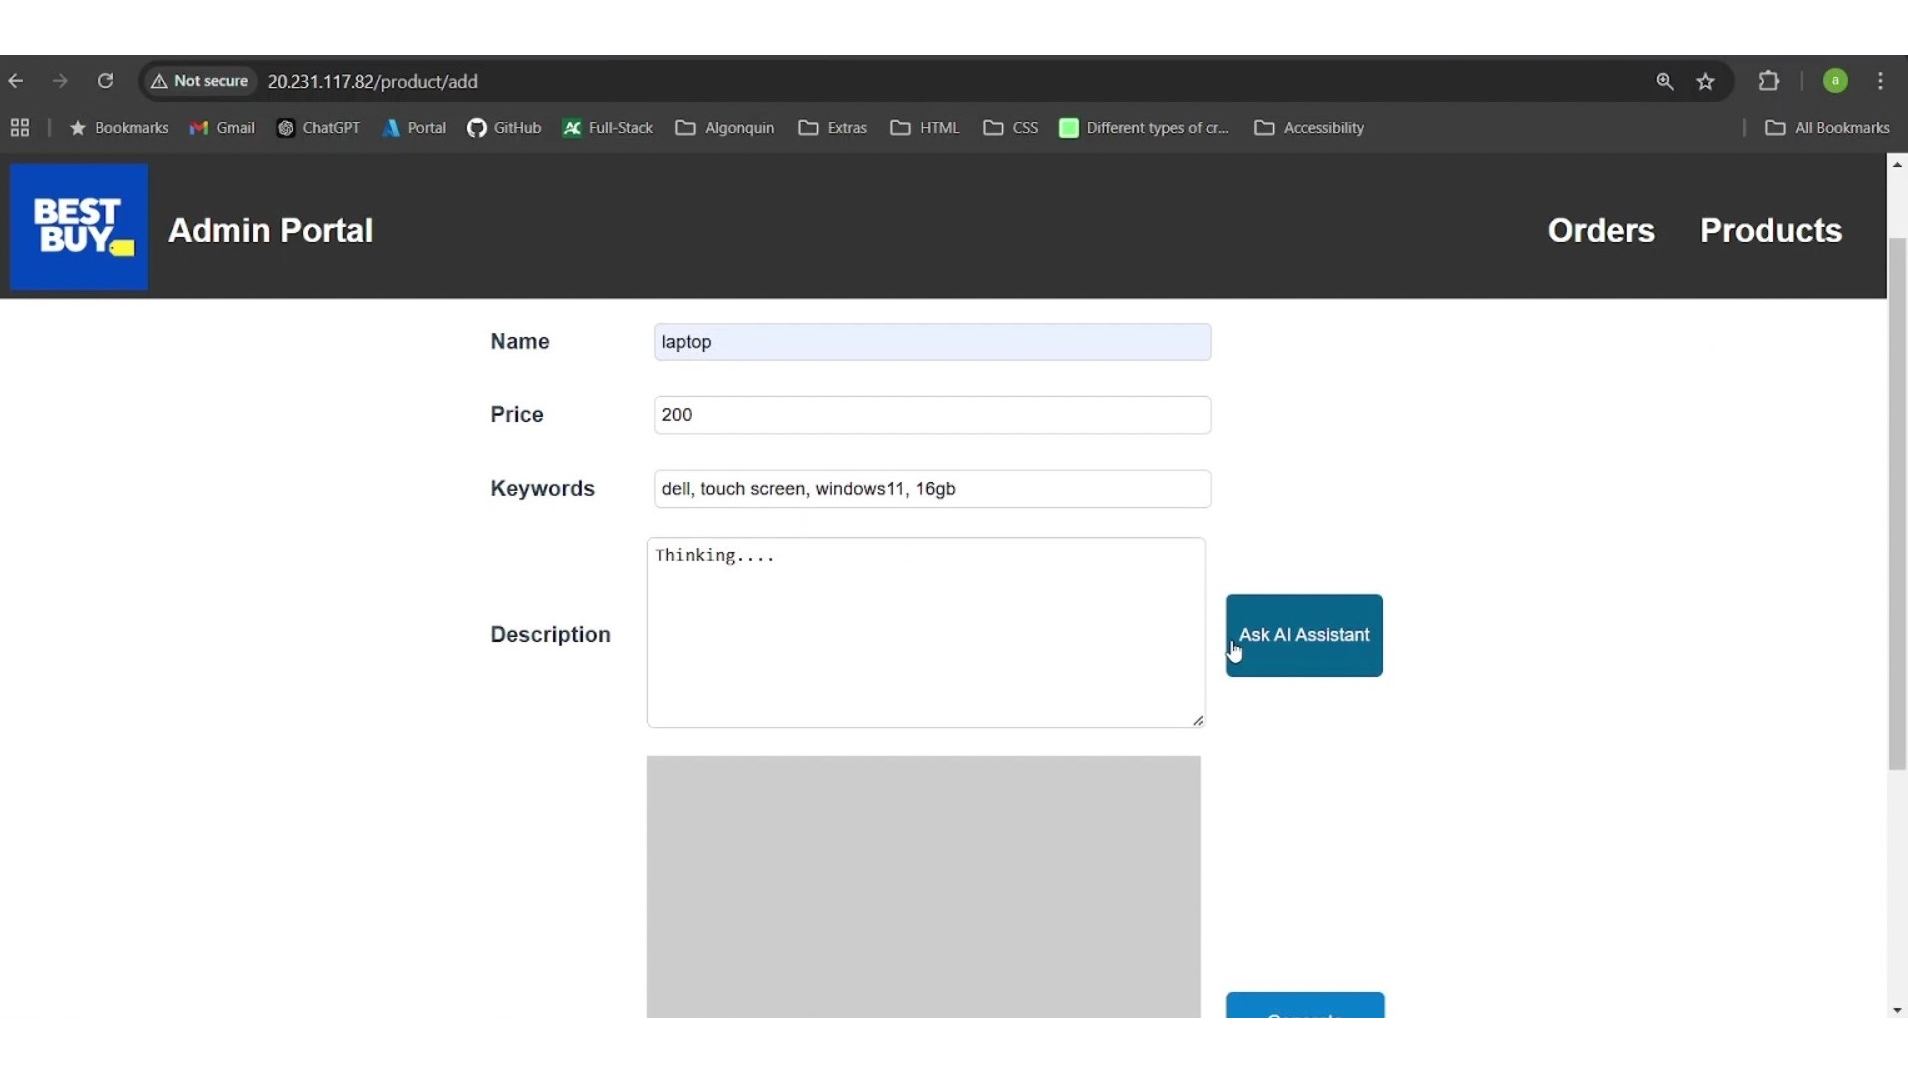 Not secure 20.231.117.82/product/add a
Bookmarks Gmail ChatGPT Portal GitHub AC Full-Stack Algonquin Extras HTML CSS Different types of cr... Accessibility All Bookmarks
BEST
BUY
Admin Portal Orders Products
Name laptop
Price 200
Keywords dell, touch screen, windows11, 16gb
Thinking....
Description Ask AI Assistant